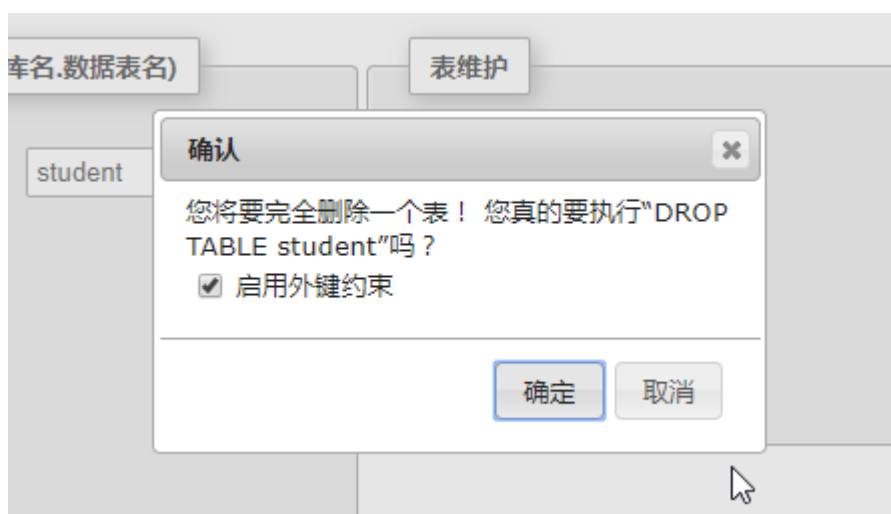 库名.数据表名)
表维护
student
确认
您将要完全删除一个表！ 您真的要执行“DROP
TABLE student”吗？
启用外键约束
确定
取消